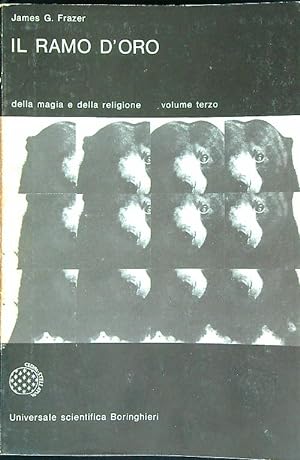 James G. Frazer
IL RAMO D'ORO
della magia e della religione volume terzo
Universale scientifica Boringhieri